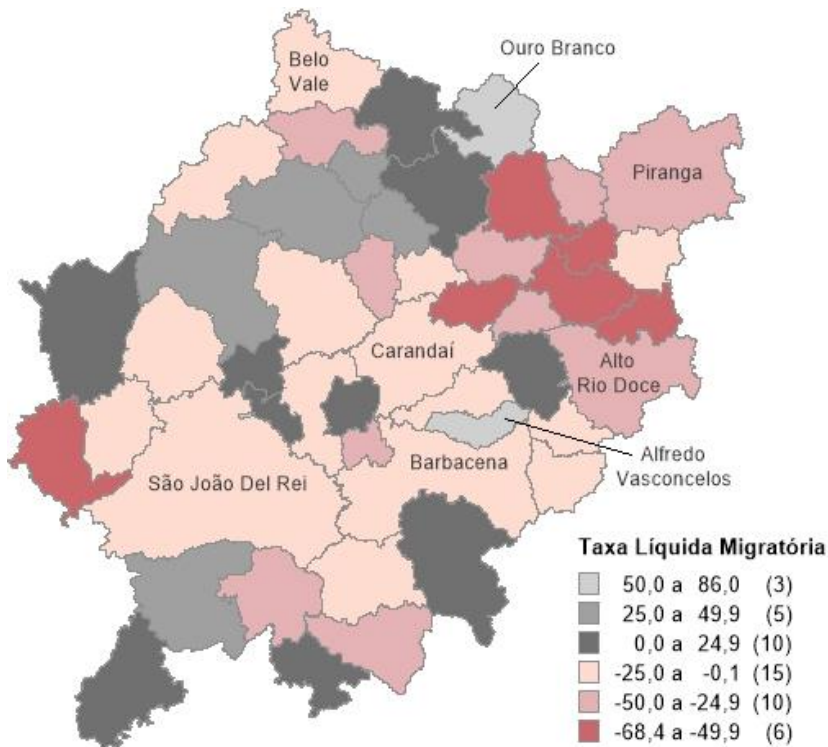 Ouro Branco
Belo
Vale
Piranga
Carandaí
Alto
Rio Doce
Alfredo
Vasconcelos
Barbacena
São João Del Rei
Taxa Líquida Migratória
50,0 a 86,0 (3)
25,0 a 49,9 (5)
0,0 a 24,9 (10)
-25,0 a -0,1 (15)
-50,0 a -24,9 (10)
-68,4 a -49,9 (6)